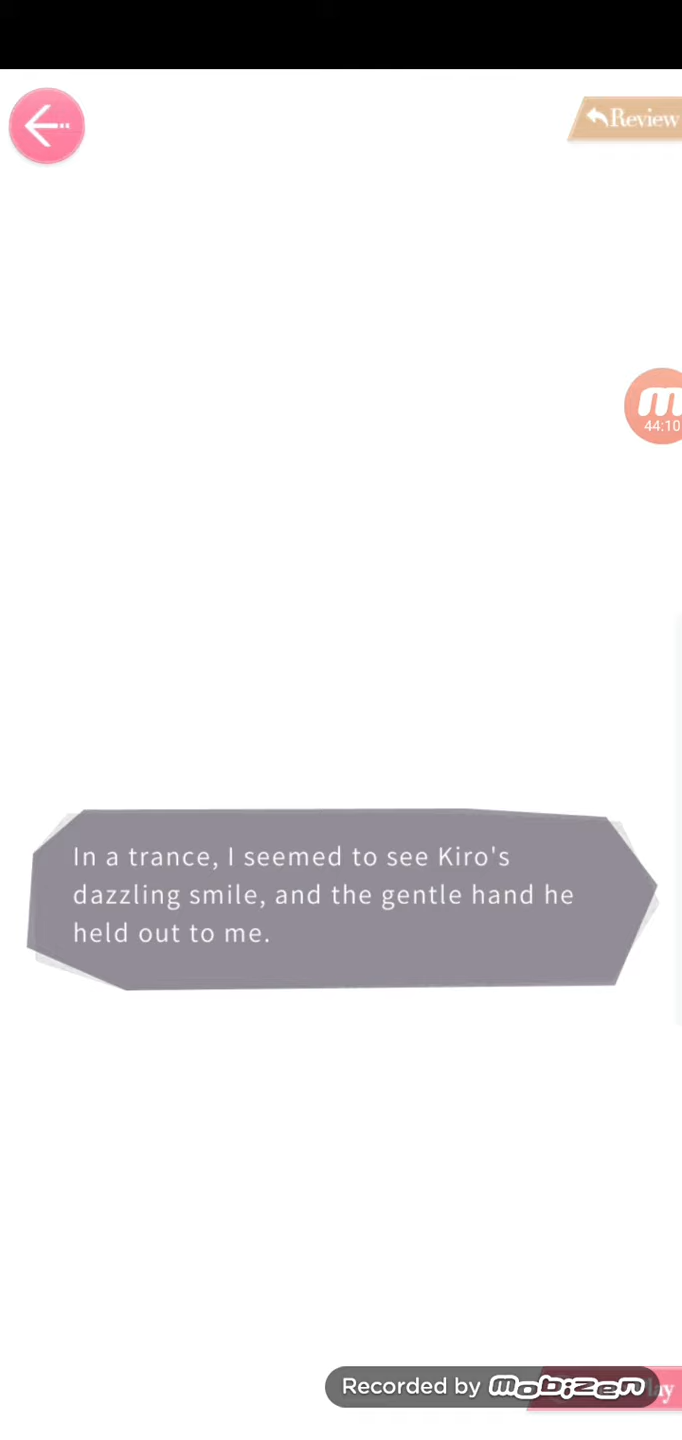 Review
44:10
In a trance, I seemed to see Kiro's
dazzling smile, and the gentle hand he
held out to me.
Recorded by mobizen